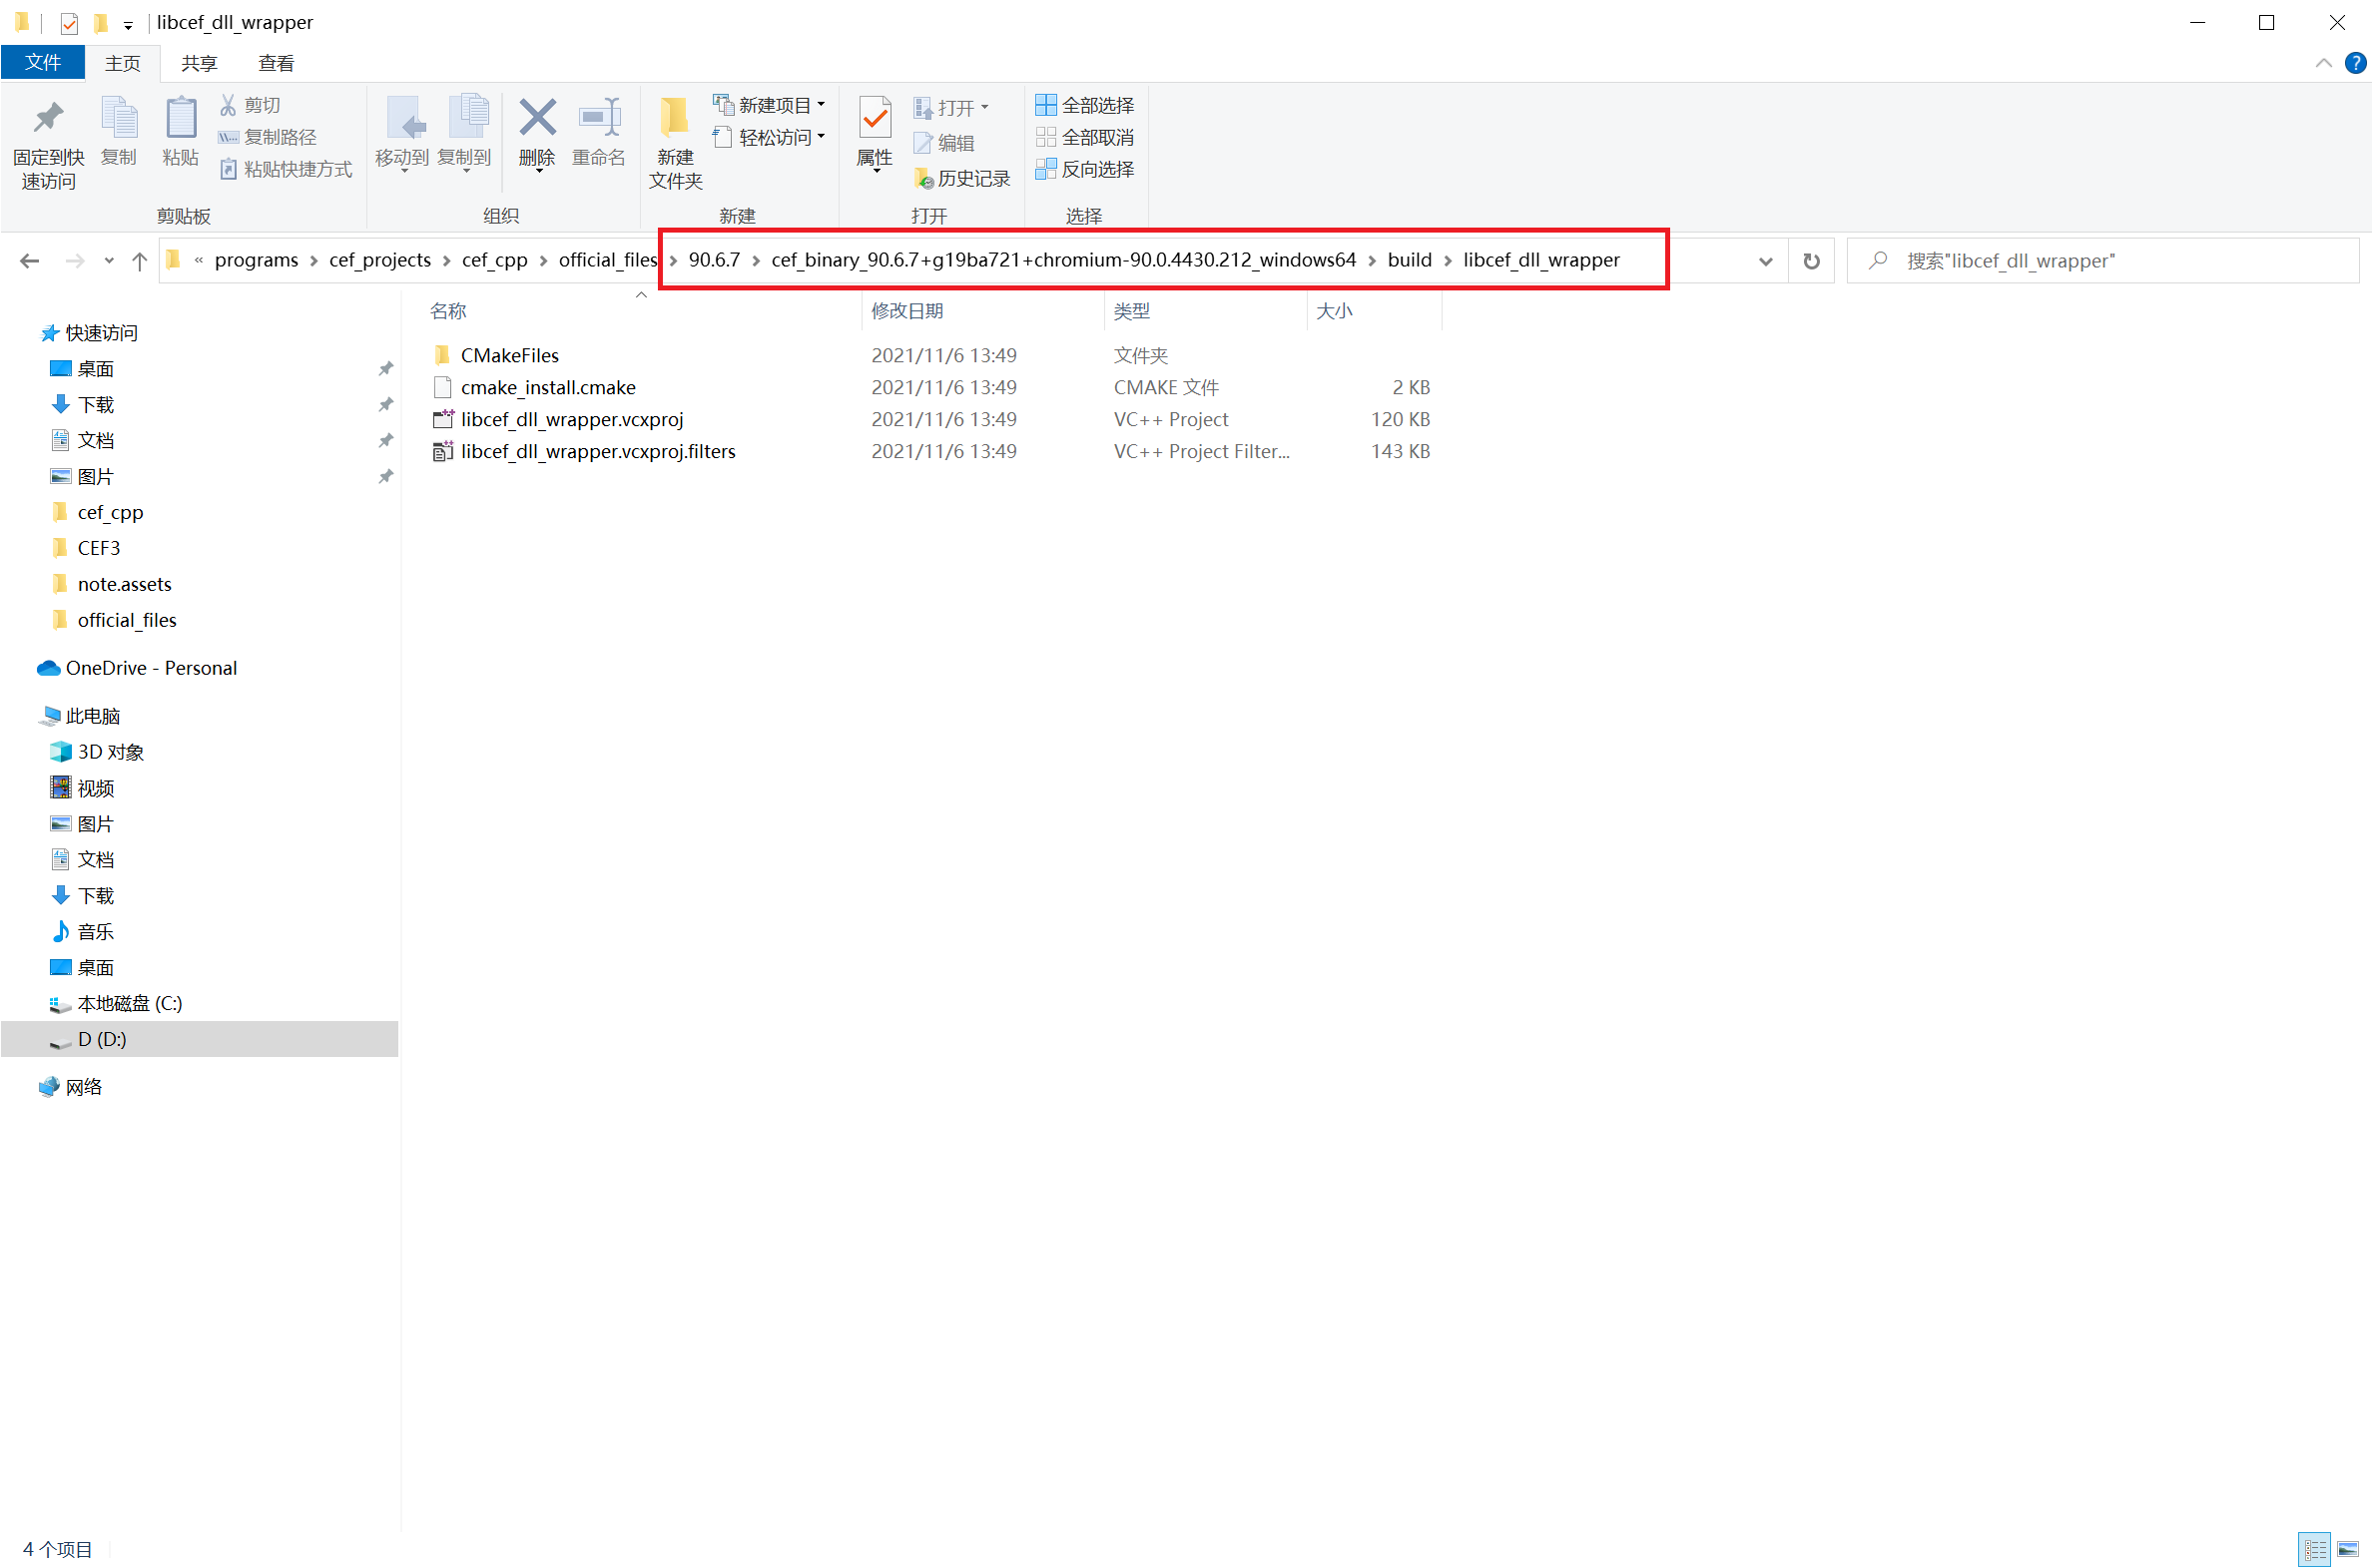 libcef_dll_wrapper
文件 主页 共享 查看
固定到快速访问
复制
粘贴
剪切
复制路径
粘贴快捷方式
剪贴板
移动到
复制到
删除
重命名
组织
新建文件夹
新建项目
轻松访问
新建
属性
打开
编辑
历史记录
打开
全部选择
全部取消
反向选择
选择
« programs > cef_projects > cef_cpp > official_files > 90.6.7 > cef_binary_90.6.7+g19ba721+chromium-90.0.4430.212_windows64 > build > libcef_dll_wrapper
搜索"libcef_dll_wrapper"
名称 修改日期 类型 大小
CMakeFiles 2021/11/6 13:49 文件夹
cmake_install.cmake 2021/11/6 13:49 CMAKE 文件 2 KB
libcef_dll_wrapper.vcxproj 2021/11/6 13:49 VC++ Project 120 KB
libcef_dll_wrapper.vcxproj.filters 2021/11/6 13:49 VC++ Project Filter... 143 KB
快速访问
桌面
下载
文档
图片
cef_cpp
CEF3
note.assets
official_files
OneDrive - Personal
此电脑
3D 对象
视频
图片
文档
下载
音乐
桌面
本地磁盘 (C:)
D (D:)
网络
4 个项目